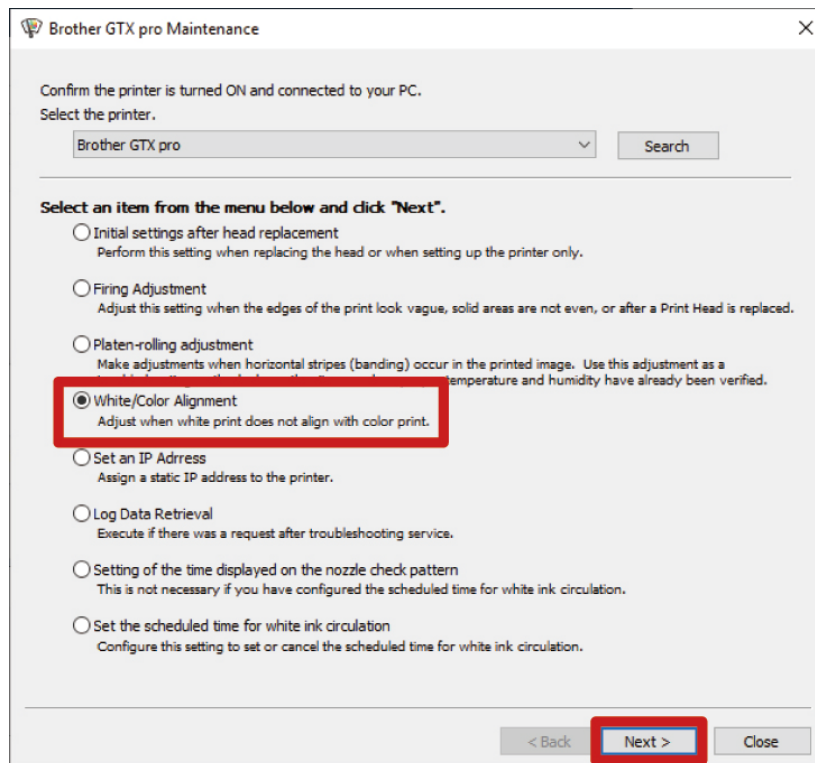 Brother GTX pro Maintenance
Confirm the printer is turned ON and connected to your PC.
Select the printer.
Brother GTX pro
Search
Select an item from the menu below and click "Next".
Initial settings after head replacement
Perform this setting when replacing the head or when setting up the printer only.
Firing Adjustment
Adjust this setting when the edges of the print look vague, solid areas are not even, or after a Print Head is replaced.
Platen-rolling adjustment
Make adjustments when horizontal stripes (banding) occur in the printed image. Use this adjustment as a
temperature and humidity have already been verified.
White/Color Alignment
Adjust when white print does not align with color print.
Set an IP Adrress
Assign a static IP address to the printer.
Log Data Retrieval
Execute if there was a request after troubleshooting service.
Setting of the time displayed on the nozzle check pattern
This is not necessary if you have configured the scheduled time for white ink circulation.
Set the scheduled time for white ink circulation
Configure this setting to set or cancel the scheduled time for white ink circulation.
< Back
Next >
Close